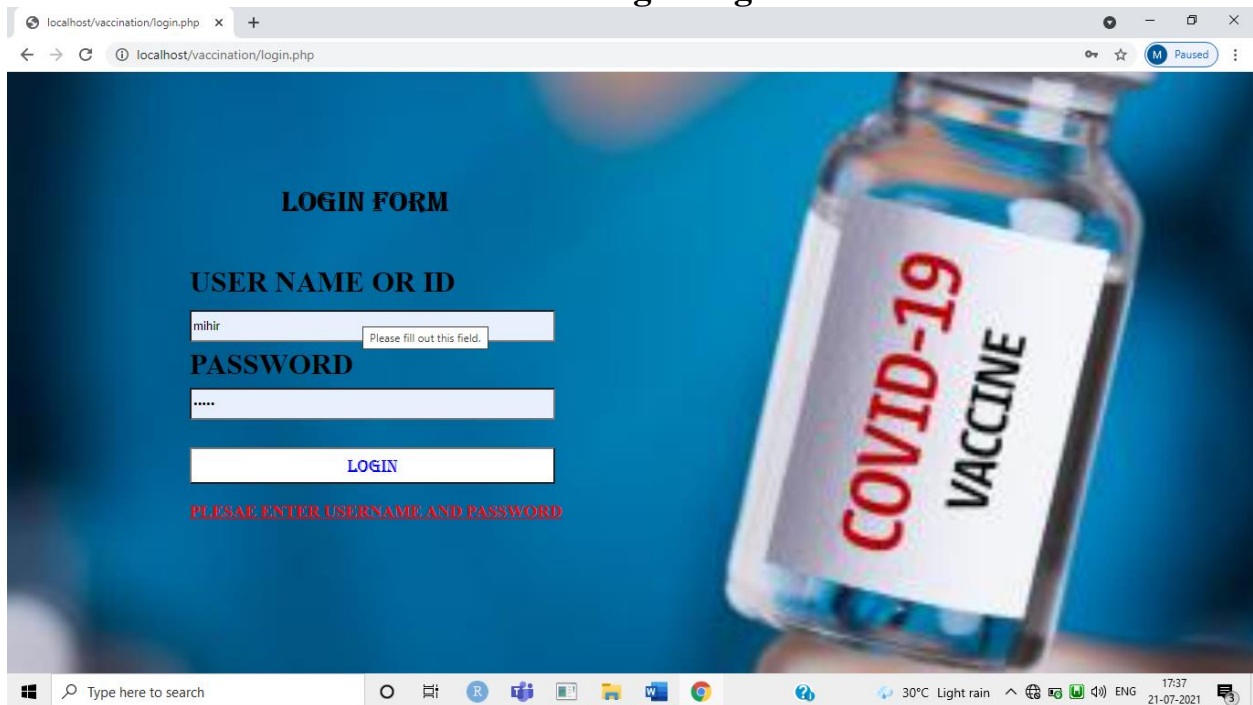 localhost/vaccination/login.php
localhost/vaccination/login.php
M Paused
LOGIN FORM
USER NAME OR ID
mihir
Please fill out this field.
PASSWORD
•••••
LOGIN
PLESAE ENTER USERNAME AND PASSWORD
COVID-19
VACCINE
Type here to search
R
30°C Light rain
ENG
17:37
21-07-2021
3